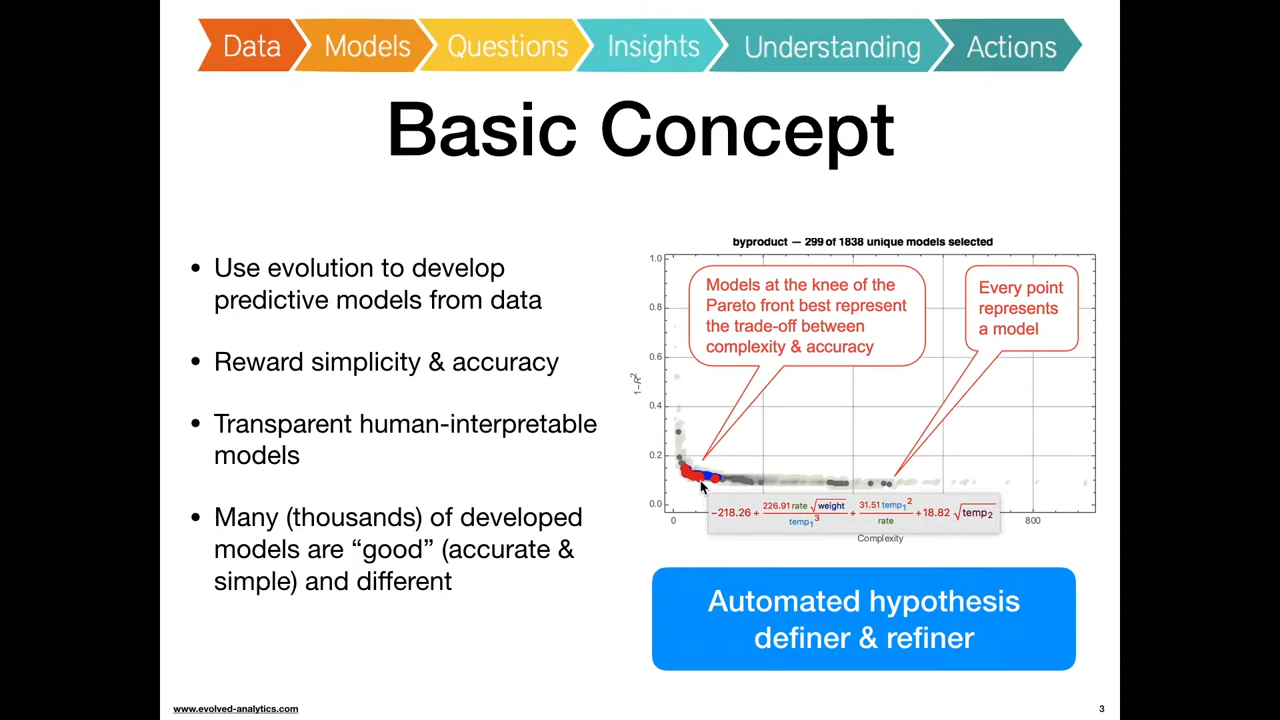 Data Models Questions Insights Understanding Actions
Basic Concept
• Use evolution to develop
predictive models from data
• Reward simplicity & accuracy
• Transparent human-interpretable
models
• Many (thousands) of developed
models are “good” (accurate &
simple) and different
byproduct — 299 of 1838 unique models selected
Models at the knee of the
Pareto front best represent
the trade-off between
complexity & accuracy
Every point
represents
a model
1.0
0.8
0.6
0.4
0.2
0.0
1-R²
0
800
Complexity
-218.26 + 226.91 rate √weight / temp₁³ + 31.51 temp₁² / rate + 18.82 √temp₂
Automated hypothesis
definer & refiner
www.evolved-analytics.com
3